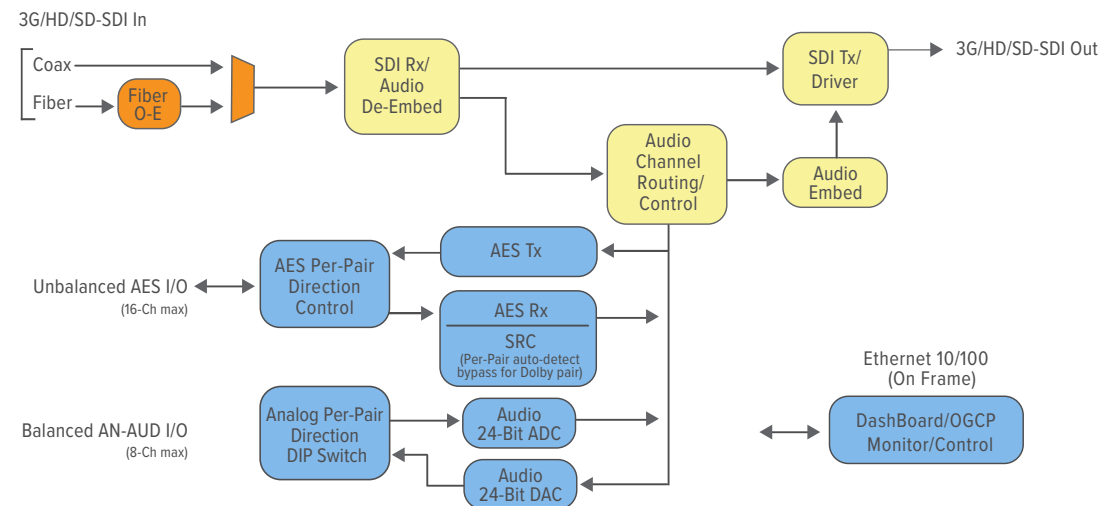 3G/HD/SD-SDI In
Coax
Fiber
Fiber
O-E
SDI Rx/
Audio
De-Embed
SDI Tx/
Driver
3G/HD/SD-SDI Out
Audio
Channel
Routing/
Control
Audio
Embed
AES Tx
AES Per-Pair
Direction
Control
Unbalanced AES I/O
(16-Ch max)
AES Rx
SRC
(Per-Pair auto-detect
bypass for Dolby pair)
Analog Per-Pair
Direction
DIP Switch
Balanced AN-AUD I/O
(8-Ch max)
Audio
24-Bit ADC
Audio
24-Bit DAC
Ethernet 10/100
(On Frame)
DashBoard/OGCP
Monitor/Control